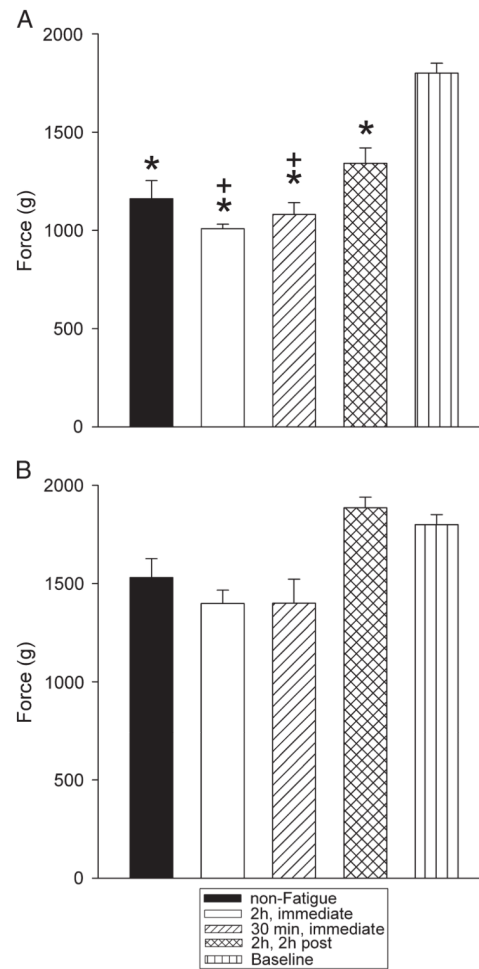 A
2000
1500
1000
500
0
Force (g)
*
+
*
+
*
*
B
2000
1500
1000
500
0
Force (g)
non-Fatigue
2h, immediate
30 min, immediate
2h, 2h post
Baseline